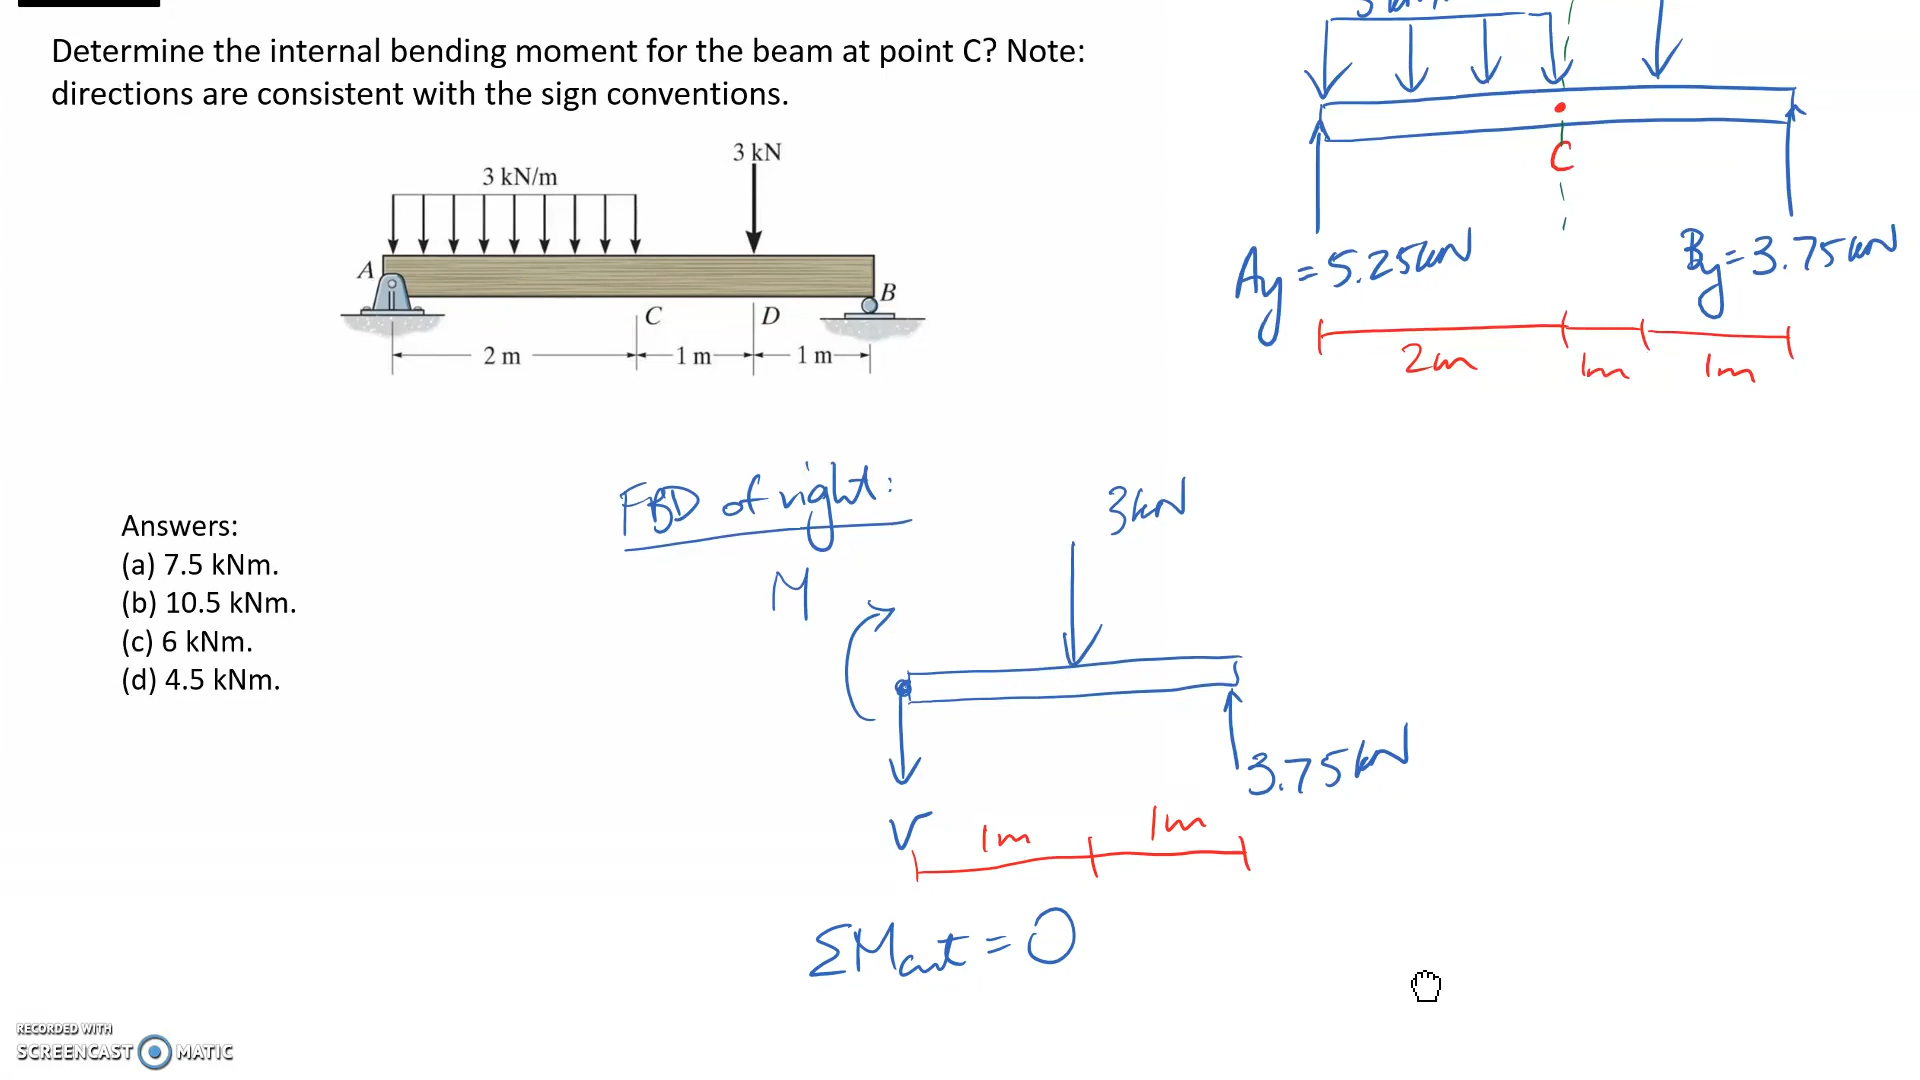 Determine the internal bending moment for the beam at point C? Note:
directions are consistent with the sign conventions.
3 kN
3 kN/m
A
B
C
D
2 m
1 m
1 m
C
Ay = 5.25kN
By = 3.75kN
2m
1m
1m
Answers:
(a) 7.5 kNm.
(b) 10.5 kNm.
(c) 6 kNm.
(d) 4.5 kNm.
FBD of right:
3kN
M
3.75kN
V
1m
1m
ΣMcut = 0
RECORDED WITH
SCREENCAST MATIC